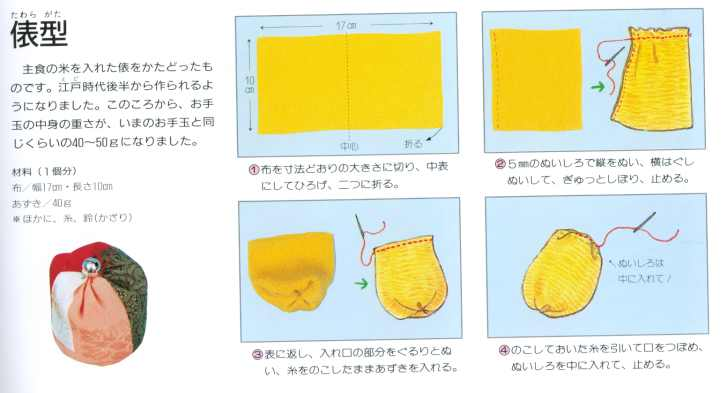 たわら がた
俵型
主食の米を入れた俵をかたどったも
のです。江戸時代後半から作られるよ
うになりました。このころから、お手
玉の中身の重さが、いまのお手玉と同
じくらいの40〜50gになりました。
材料(1個分)
布/幅17cm・長さ10cm
あずき/40g
※ほかに、糸、鈴(かざり)
17cm
10cm
中心
折る
①布を寸法どおりの大きさに切り、中表
にしてひろげ、二つに折る。
②5mmのぬいしろで縦をぬい、横はぐし
ぬいして、ぎゅっとしぼり、止める。
③表に返し、入れ口の部分をぐるりとぬ
い、糸をのこしたままあずきを入れる。
ぬいしろは
中に入れて/
④のこしておいた糸を引いて口をつぼめ、
ぬいしろを中に入れて、止める。